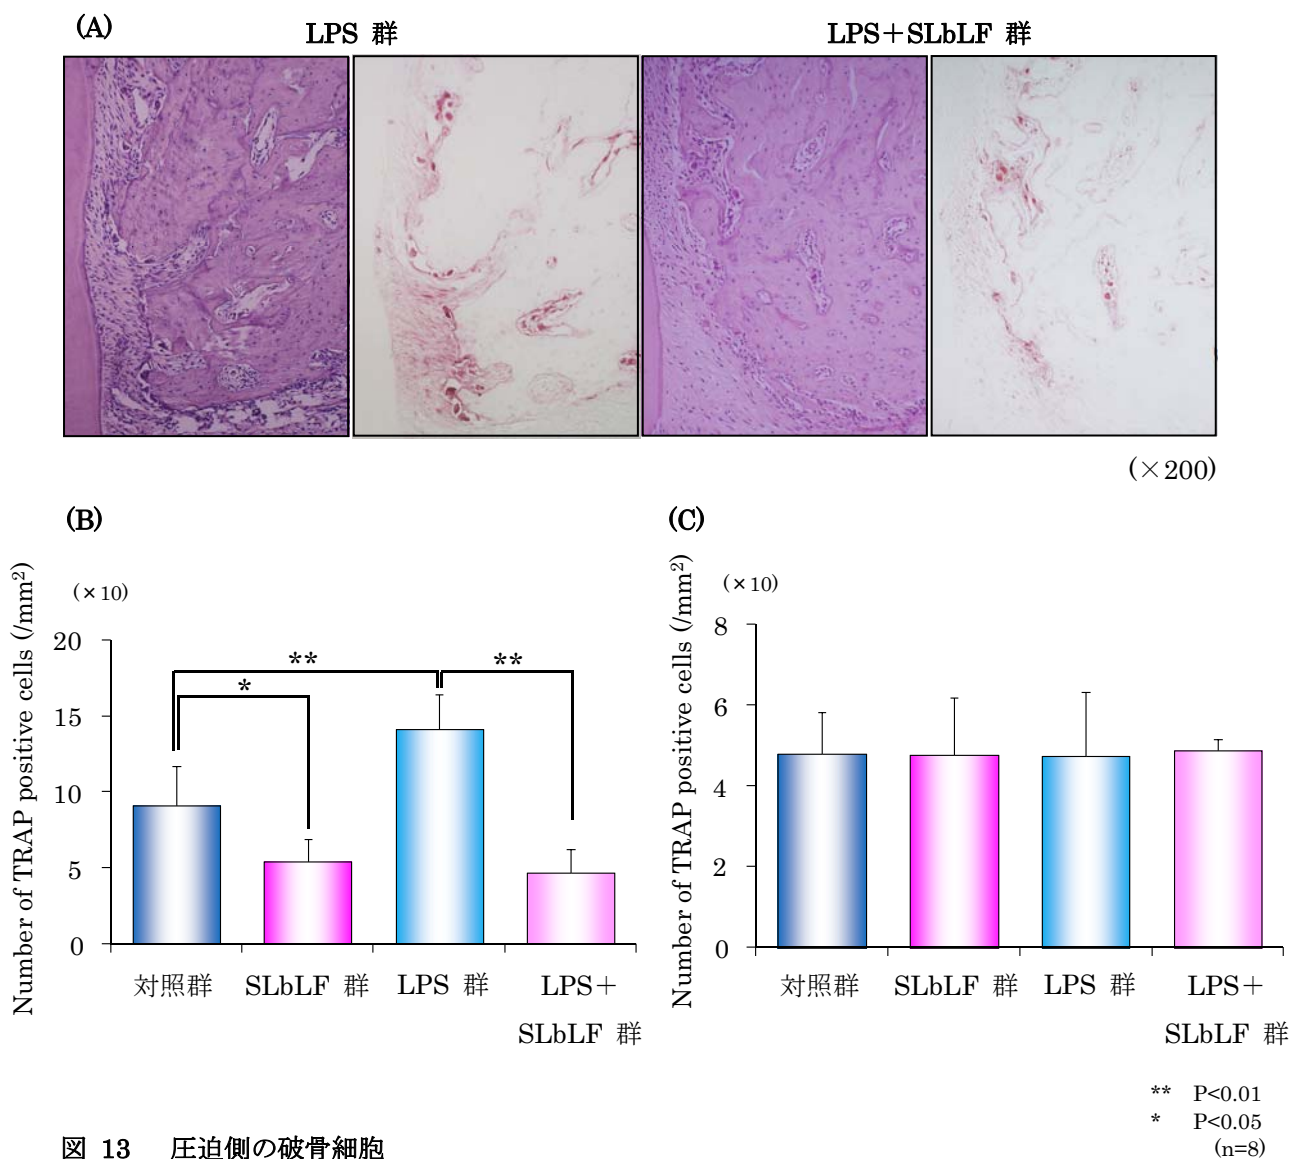 (A)
LPS 群
LPS+SLbLF 群
(×200)
(B)
(C)
Number of TRAP positive cells (/mm²)
(×10)
20
15
10
5
0
**
*
**
対照群
SLbLF 群
LPS 群
LPS+
SLbLF 群
Number of TRAP positive cells (/mm²)
(×10)
8
6
4
2
0
対照群
SLbLF 群
LPS 群
LPS+
SLbLF 群
** P<0.01
* P<0.05
(n=8)
図 13 圧迫側の破骨細胞